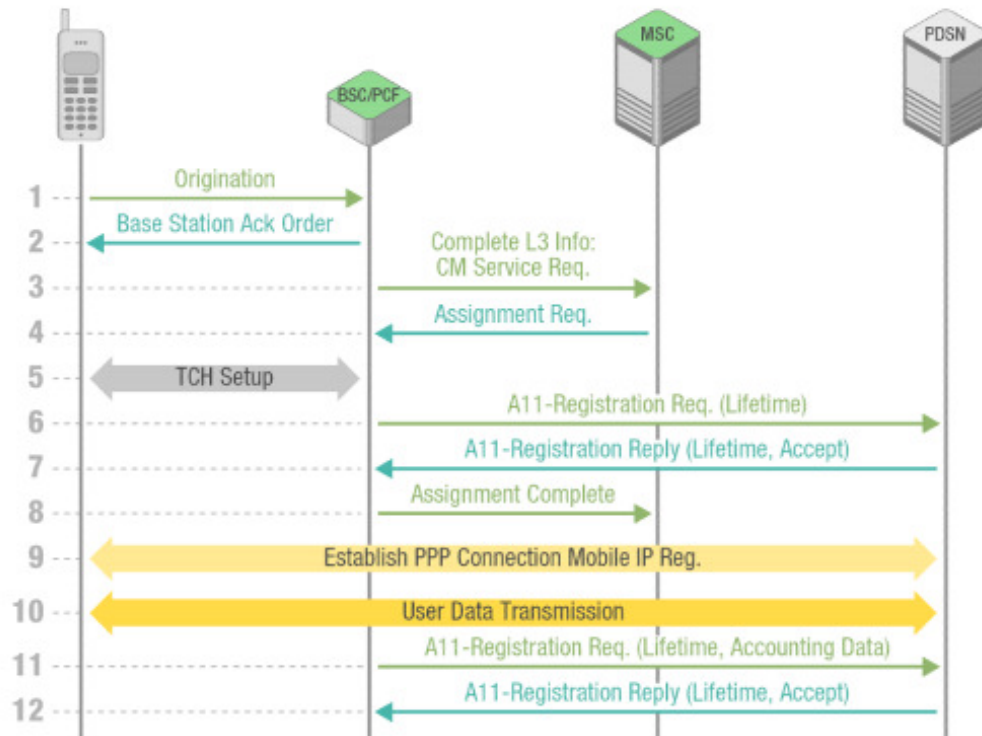 MSC
PDSN
BSC/PCF
1
Origination
2
Base Station Ack Order
Complete L3 Info:
CM Service Req.
3
4
Assignment Req.
5
TCH Setup
6
A11-Registration Req. (Lifetime)
7
A11-Registration Reply (Lifetime, Accept)
8
Assignment Complete
9
Establish PPP Connection Mobile IP Reg.
10
User Data Transmission
11
A11-Registration Req. (Lifetime, Accounting Data)
12
A11-Registration Reply (Lifetime, Accept)